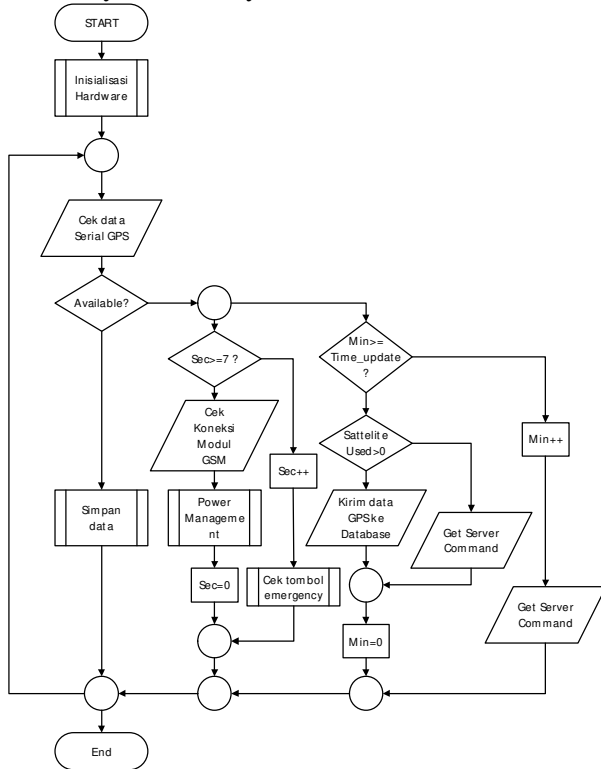 START
Inisialisasi
Hardware
Cek data
Serial GPS
Available?
Sec>=7 ?
Min>=
Time_update
?
Cek
Koneksi
Modul
GSM
Sec++
Sattelite
Used>0
Min++
Simpan
data
Power
Manageme
nt
Kirim data
GPSke
Database
Get Server
Command
Sec=0
Cek tombol
emergency
Get Server
Command
Min=0
End